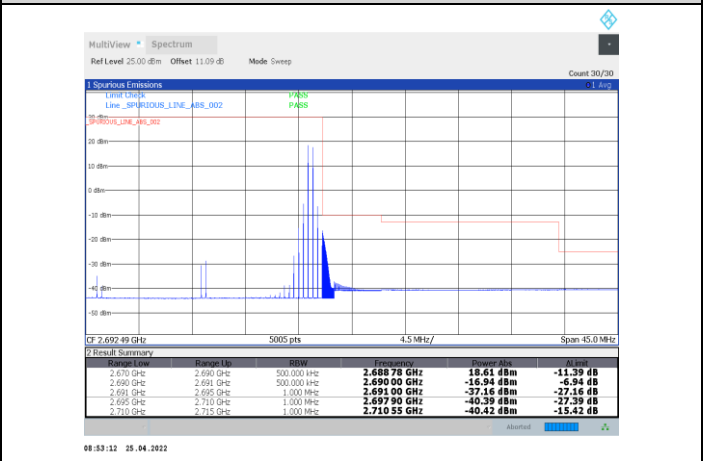 MultiView Spectrum
Ref Level 25.00 dBm Offset 11.09 dB Mode Sweep
Count 30/30
1 Spurious Emissions 1 Avg
Limit Check PASS
Line _SPURIOUS_LINE_ABS_002 PASS
30 dBm
_SPURIOUS_LINE_ABS_002
20 dBm
10 dBm
0 dBm
-10 dBm
-20 dBm
-30 dBm
-40 dBm
-50 dBm
CF 2.692 49 GHz 5005 pts 4.5 MHz/ Span 45.0 MHz
2 Result Summary
Range Low Range Up RBW Frequency Power Abs ΔLimit
2.670 GHz 2.690 GHz 500.000 kHz 2.688 78 GHz 18.61 dBm -11.39 dB
2.690 GHz 2.691 GHz 500.000 kHz 2.690 00 GHz -16.94 dBm -6.94 dB
2.691 GHz 2.695 GHz 1.000 MHz 2.691 00 GHz -37.16 dBm -27.16 dB
2.695 GHz 2.710 GHz 1.000 MHz 2.697 90 GHz -40.39 dBm -27.39 dB
2.710 GHz 2.715 GHz 1.000 MHz 2.710 55 GHz -40.42 dBm -15.42 dB
Aborted
08:53:12 25.04.2022